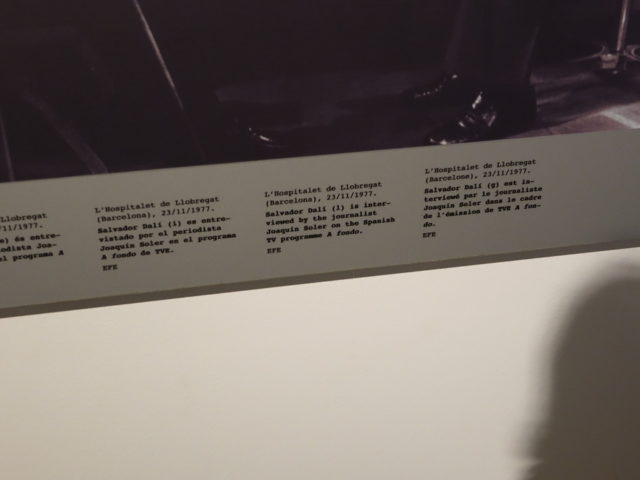 Llobregat
/11/1977.
e) és entre-
odista Joa-
el programa A
L'Hospitalet de Llobregat
(Barcelona), 23/11/1977.
Salvador Dalí (i) es entre-
vistado por el periodista
Joaquín Soler en el programa
A fondo de TVE.
EFE
L'Hospitalet de Llobregat
(Barcelona), 23/11/1977.
Salvador Dalí (l) is inter-
viewed by the journalist
Joaquín Soler on the Spanish
TV programme A fondo.
EFE
L'Hospitalet de Llobregat
(Barcelone), 23/11/1977.
Salvador Dalí (g) est in-
terviewé par le journaliste
Joaquín Soler dans le cadre
de l'émission de TVE A fon-
do.
EFE